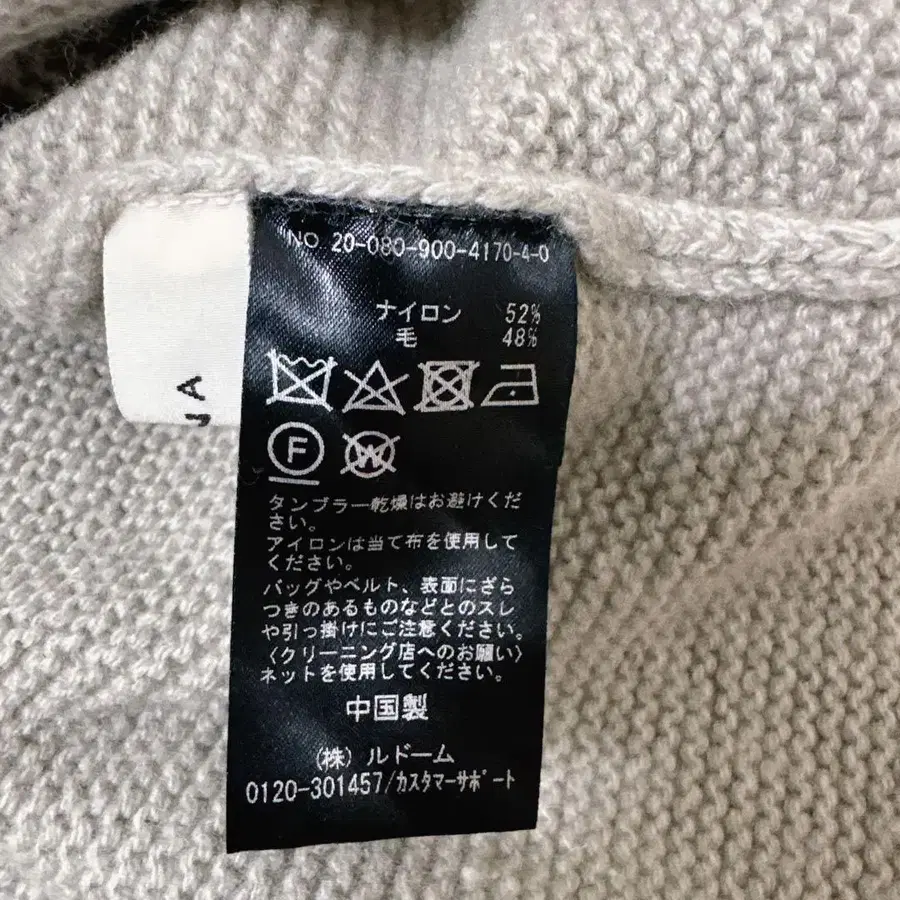 NO. 20-080-900-4170-4-0
ナイロン 52%
毛 48%
F
W
タンブラー乾燥はお避けくだ
さい。
アイロンは当て布を使用して
ください。
バッグやベルト、表面にざら
つきのあるものなどとのスレ
や引っ掛けにご注意ください。
〈クリーニング店へのお願い〉
ネットを使用してください。
中国製
(株) ルドーム
0120-301457/カスタマーサポート